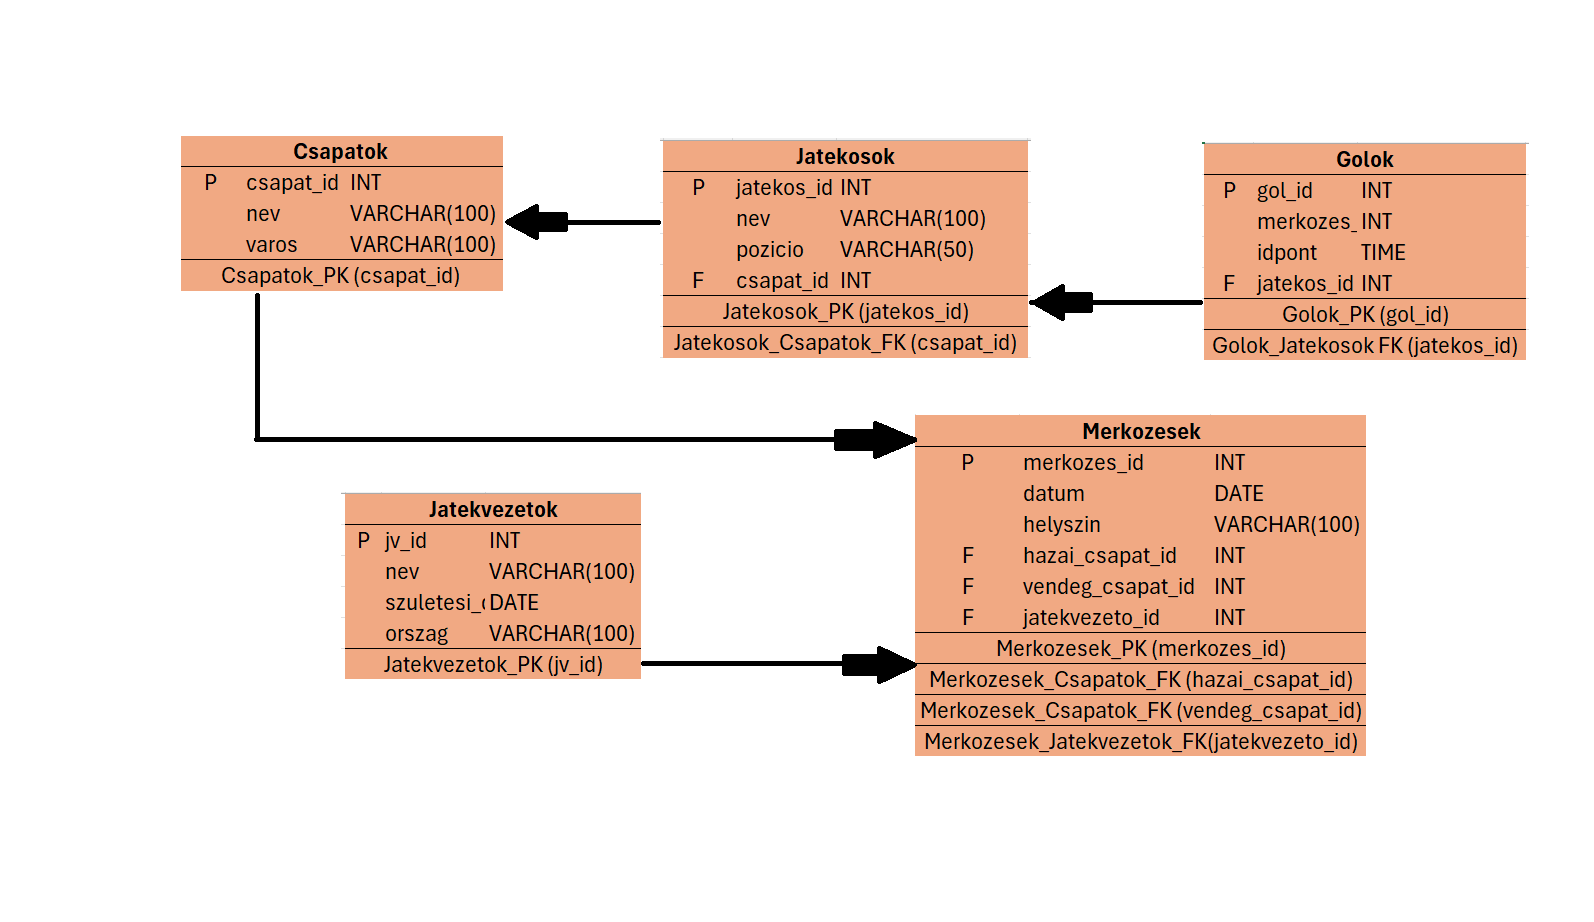 Csapatok
P csapat_id INT
nev VARCHAR(100)
varos VARCHAR(100)
Csapatok_PK (csapat_id)
Jatekosok
P jatekos_id INT
nev VARCHAR(100)
pozicio VARCHAR(50)
F csapat_id INT
Jatekosok_PK (jatekos_id)
Jatekosok_Csapatok_FK (csapat_id)
Golok
P gol_id INT
merkozes_ INT
idpont TIME
F jatekos_id INT
Golok_PK (gol_id)
Golok_Jatekosok FK (jatekos_id)
Merkozesek
P merkozes_id INT
datum DATE
helyszin VARCHAR(100)
F hazai_csapat_id INT
F vendeg_csapat_id INT
F jatekvezeto_id INT
Merkozesek_PK (merkozes_id)
Merkozesek_Csapatok_FK (hazai_csapat_id)
Merkozesek_Csapatok_FK (vendeg_csapat_id)
Merkozesek_Jatekvezetok_FK(jatekvezeto_id)
Jatekvezetok
P jv_id INT
nev VARCHAR(100)
szuletesi_ DATE
orszag VARCHAR(100)
Jatekvezetok_PK (jv_id)